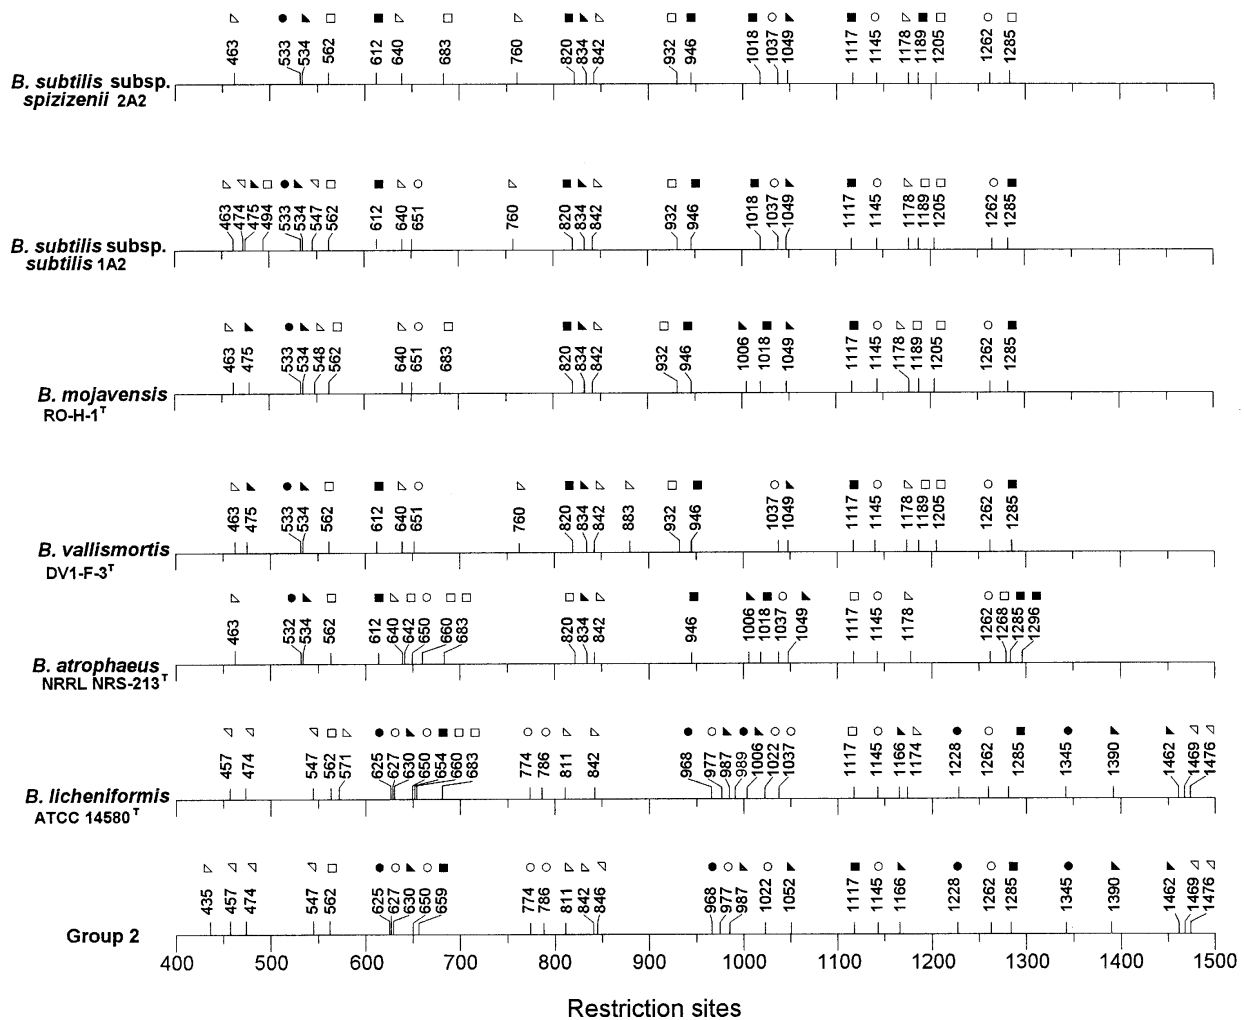 463 533 534 562 612 640 683 760 820 834 842 932 946 1018 1037 1049 1117 1145 1178 1189 1205 1262 1285
B. subtilis subsp.
spizizenii 2A2
463 474 475 494 533 534 547 562 612 640 651 760 820 834 842 932 946 1018 1037 1049 1117 1145 1178 1189 1205 1262 1285
B. subtilis subsp.
subtilis 1A2
463 475 533 534 548 562 640 651 683 820 834 842 932 946 1006 1018 1049 1117 1145 1178 1189 1205 1262 1285
B. mojavensis
RO-H-1T
463 475 533 534 562 612 640 651 760 820 834 842 883 932 946 1037 1049 1117 1145 1178 1189 1205 1262 1285
B. vallismortis
DV1-F-3T
463 532 534 562 612 640 642 650 660 683 820 834 842 946 1006 1018 1037 1049 1117 1145 1178 1262 1268 1285 1296
B. atrophaeus
NRRL NRS-213T
457 474 547 562 571 625 627 630 650 654 660 683 774 786 811 842 968 977 987 989 1006 1022 1037 1117 1145 1166 1174 1228 1262 1285 1345 1390 1462 1469 1476
B. licheniformis
ATCC 14580T
435 457 474 547 562 625 627 630 650 659 774 786 811 842 846 968 977 987 1022 1052 1117 1145 1166 1228 1262 1285 1345 1390 1462 1469 1476
Group 2
400 500 600 700 800 900 1000 1100 1200 1300 1400 1500
Restriction sites